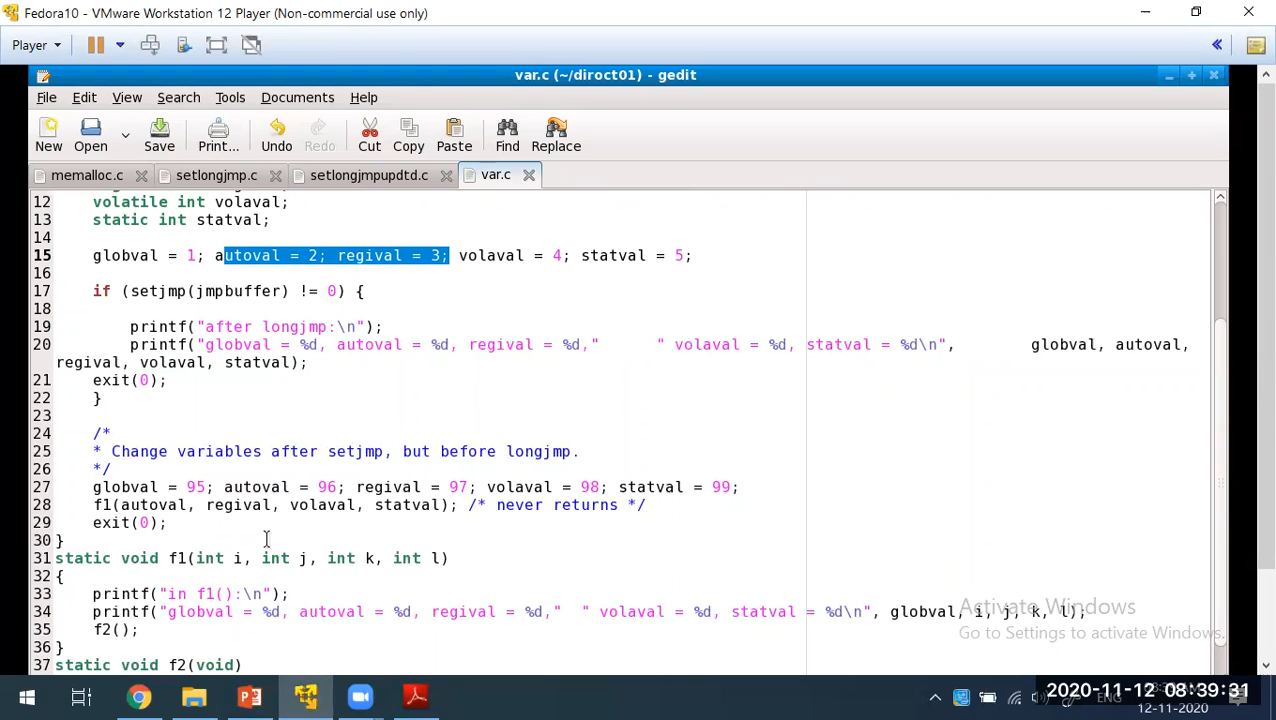 Fedora10 - VMware Workstation 12 Player (Non-commercial use only)
Player
var.c (~/diroct01) - gedit
File Edit View Search Tools Documents Help
New Open Save Print... Undo Redo Cut Copy Paste Find Replace
memalloc.c setlongjmp.c setlongjmpupdtd.c var.c
12 volatile int volaval;
13 static int statval;
14
15 globval = 1; autoval = 2; regival = 3; volaval = 4; statval = 5;
16
17 if (setjmp(jmpbuffer) != 0) {
18
19 printf("after longjmp:\n");
20 printf("globval = %d, autoval = %d, regival = %d," " volaval = %d, statval = %d\n", globval, autoval,
regival, volaval, statval);
21 exit(0);
22 }
23
24 /*
25 * Change variables after setjmp, but before longjmp.
26 */
27 globval = 95; autoval = 96; regival = 97; volaval = 98; statval = 99;
28 f1(autoval, regival, volaval, statval); /* never returns */
29 exit(0);
30 }
31 static void f1(int i, int j, int k, int l)
32 {
33 printf("in f1():\n");
34 printf("globval = %d, autoval = %d, regival = %d," " volaval = %d, statval = %d\n", globval, i, j, k, l);
35 f2();
36 }
37 static void f2(void)
Activate Windows
Go to Settings to activate Windows.
ENG
2020-11-12 08:39:31
12-11-2020